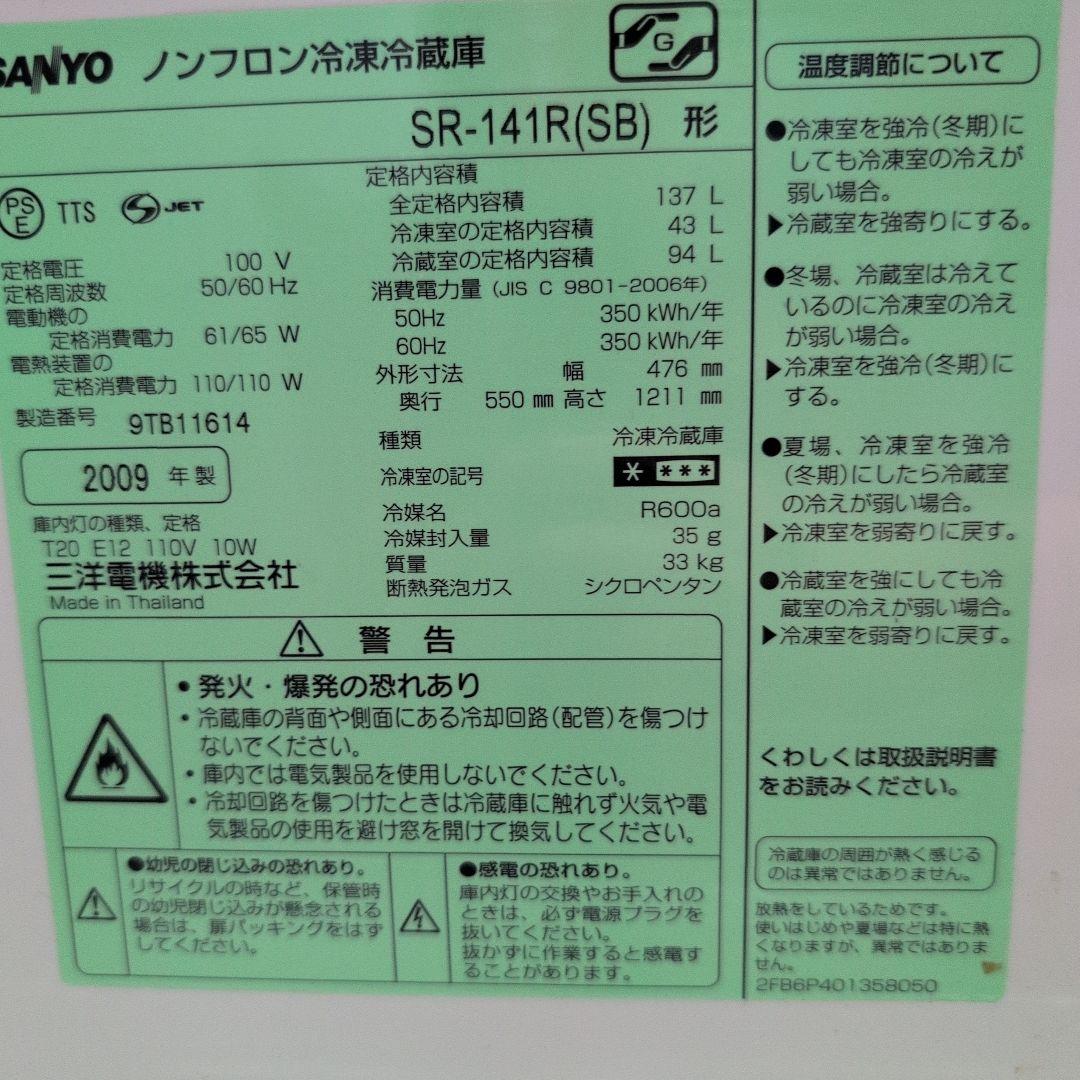 SANYO ノンフロン冷凍冷蔵庫
G
SR-141R(SB) 形
PS
E
TTS
JET
定格電圧 100 V
定格周波数 50/60 Hz
電動機の
定格消費電力 61/65 W
電熱装置の
定格消費電力 110/110 W
製造番号 9TB11614
2009 年製
庫内灯の種類、定格
T20 E12 110V 10W
三洋電機株式会社
Made in Thailand
定格内容積
全定格内容積 137 L
冷凍室の定格内容積 43 L
冷蔵室の定格内容積 94 L
消費電力量 (JIS C 9801-2006年)
50Hz 350 kWh/年
60Hz 350 kWh/年
外形寸法 幅 476 mm
奥行 550 mm 高さ 1211 mm
種類 冷凍冷蔵庫
冷凍室の記号 * ***
冷媒名 R600a
冷媒封入量 35 g
質量 33 kg
断熱発泡ガス シクロペンタン
警告
・発火・爆発の恐れあり
・冷蔵庫の背面や側面にある冷却回路(配管)を傷つけ
ないでください。
・庫内では電気製品を使用しないでください。
・冷却回路を傷つけたときは冷蔵庫に触れず火気や電
気製品の使用を避け窓を開けて換気してください。
●幼児の閉じ込みの恐れあり。
リサイクルの時など、保管時
の幼児閉じ込みが懸念される
場合は、扉パッキングをはず
してください。
●感電の恐れあり。
庫内灯の交換やお手入れの
ときは、必ず電源プラグを
抜いてください。
抜かずに作業すると感電す
ることがあります。
温度調節について
●冷凍室を強冷(冬期)に
しても冷凍室の冷えが
弱い場合。
▶冷蔵室を強寄りにする。
●冬場、冷蔵室は冷えて
いるのに冷凍室の冷え
が弱い場合。
▶冷凍室を強冷(冬期)に
する。
●夏場、冷凍室を強冷
(冬期)にしたら冷蔵室
の冷えが弱い場合。
▶冷凍室を弱寄りに戻す。
●冷蔵室を強にしても冷
蔵室の冷えが弱い場合。
▶冷凍室を弱寄りに戻す。
くわしくは取扱説明書
をお読みください。
冷蔵庫の周囲が熱く感じる
のは異常ではありません。
放熱をしているためです。
使いはじめや夏場などは特に熱
くなりますが、異常ではありま
せん。
2FB6P401358050